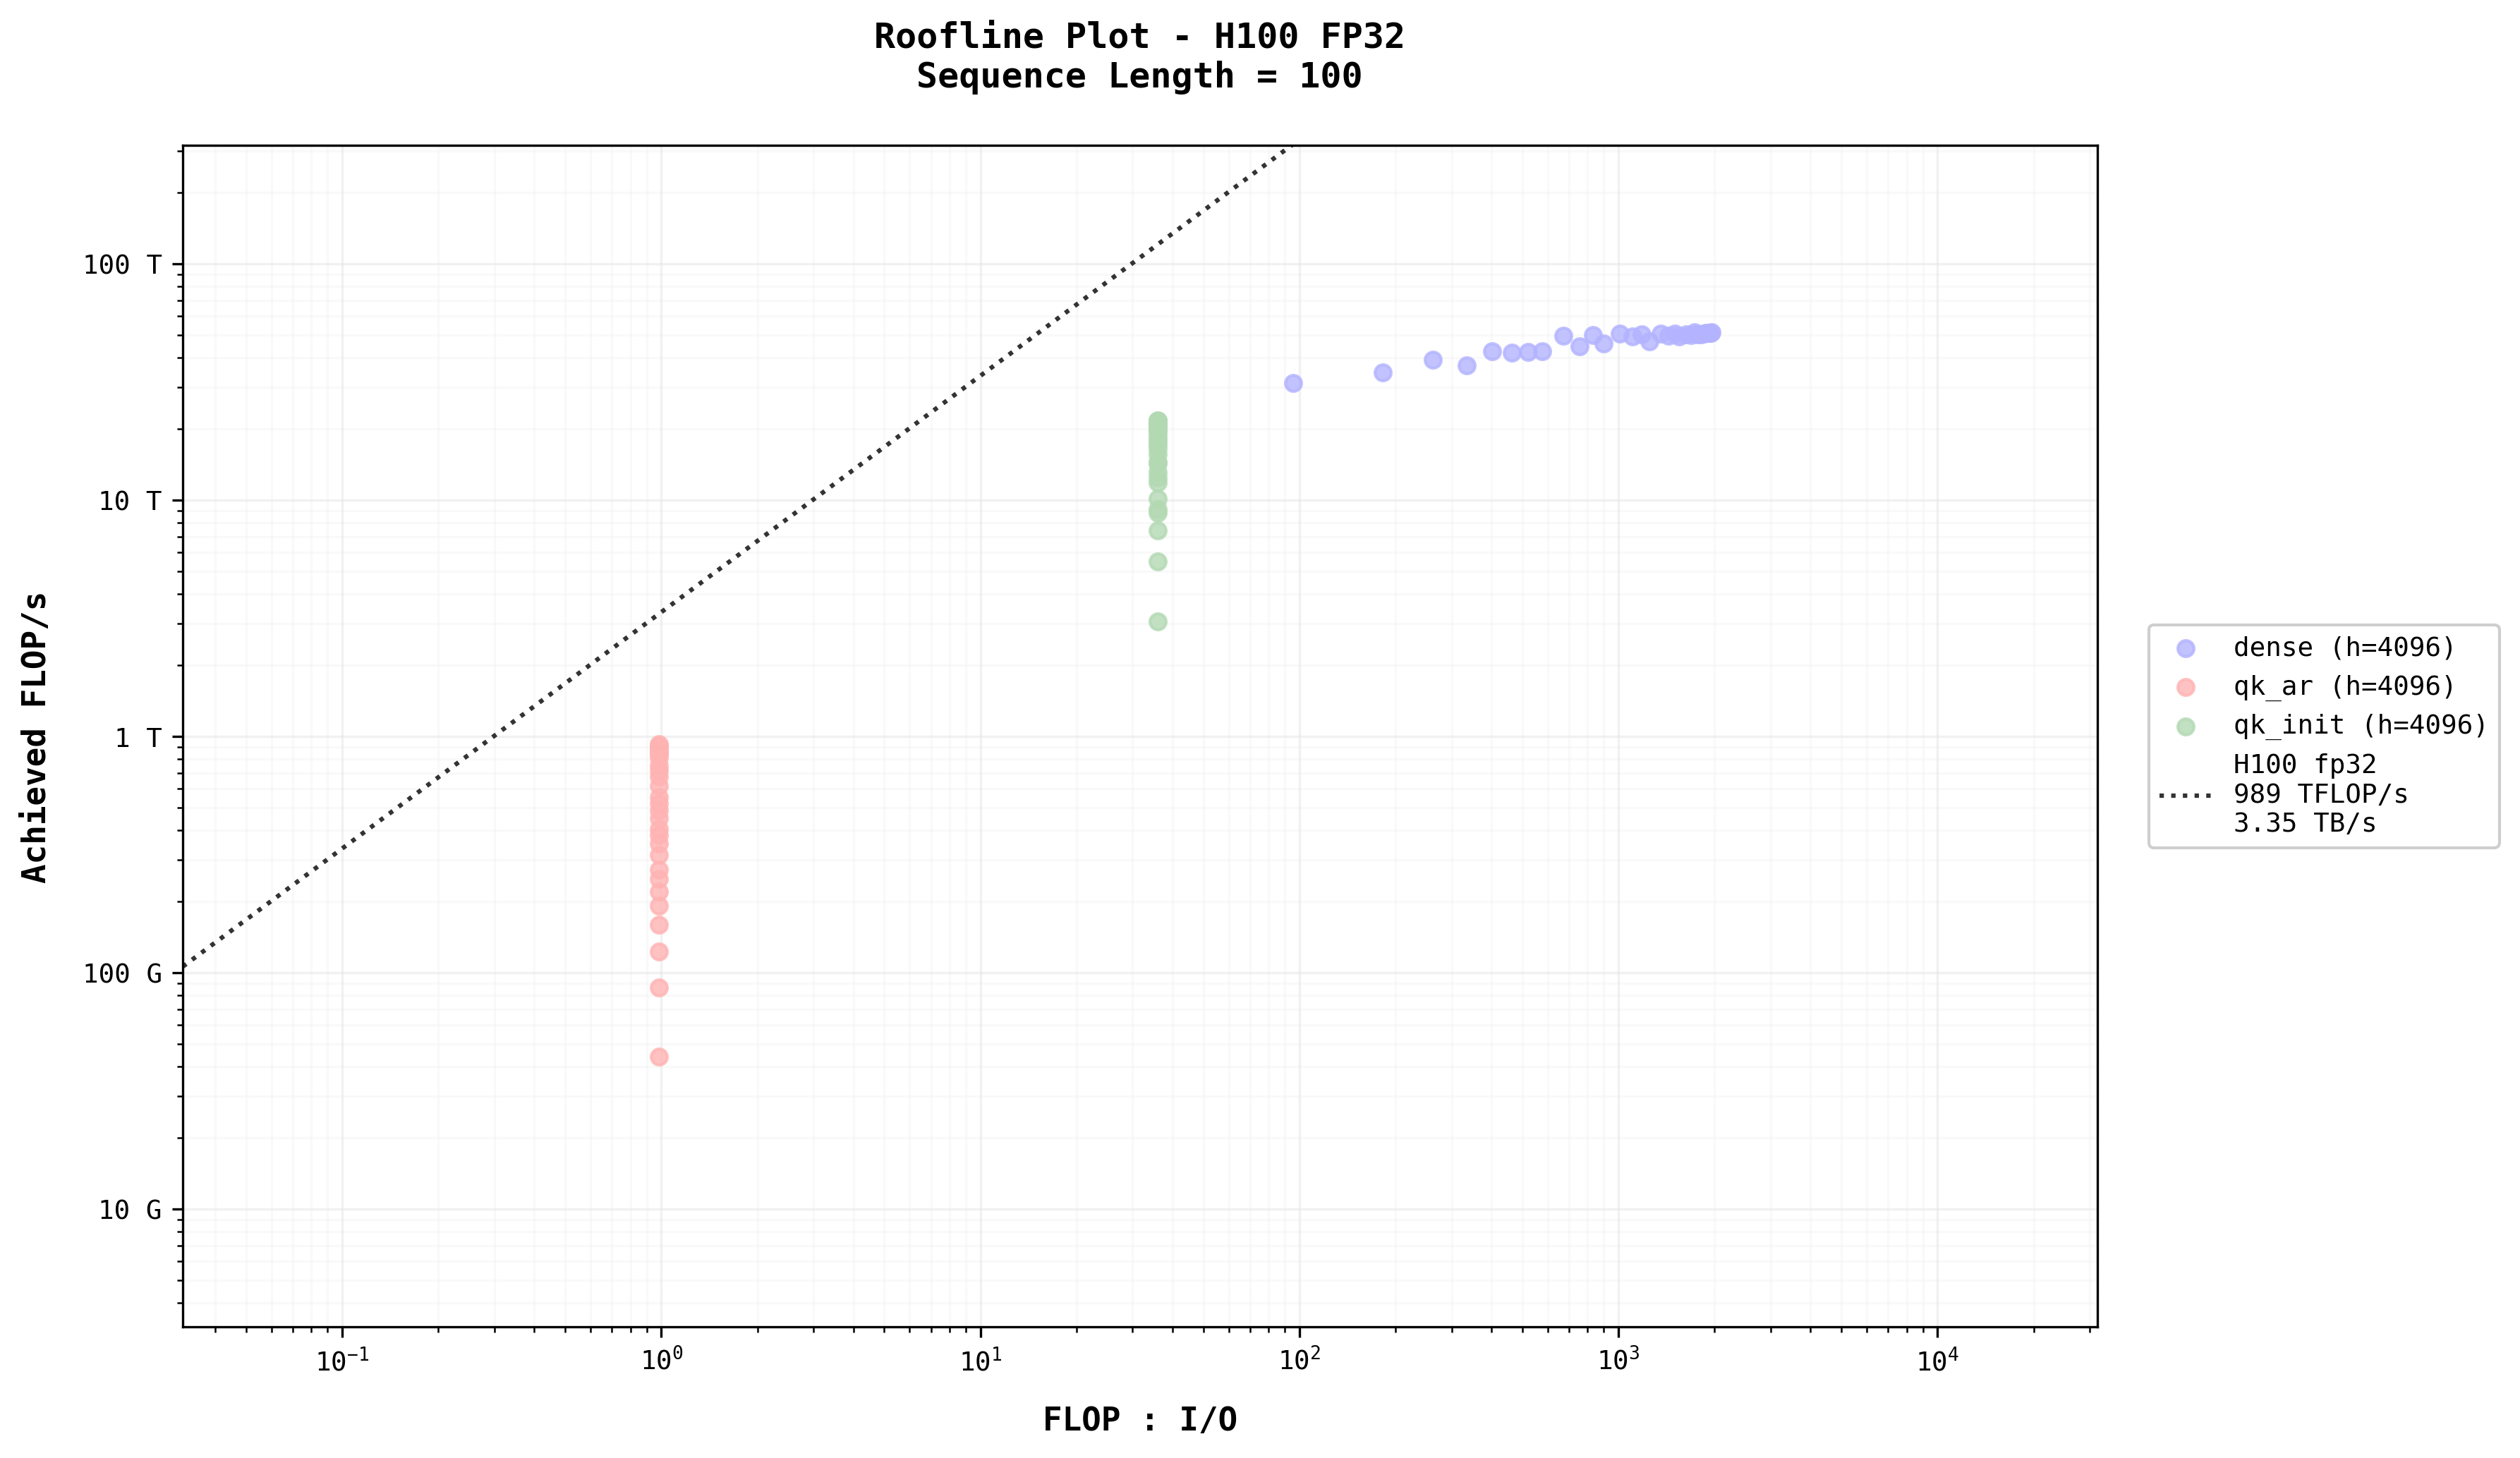 Roofline Plot - H100 FP32
Sequence Length = 100
Achieved FLOP/s
100 T
10 T
1 T
100 G
10 G
10⁻¹
10⁰
10¹
10²
10³
10⁴
FLOP : I/O
dense (h=4096)
qk_ar (h=4096)
qk_init (h=4096)
H100 fp32
989 TFLOP/s
3.35 TB/s